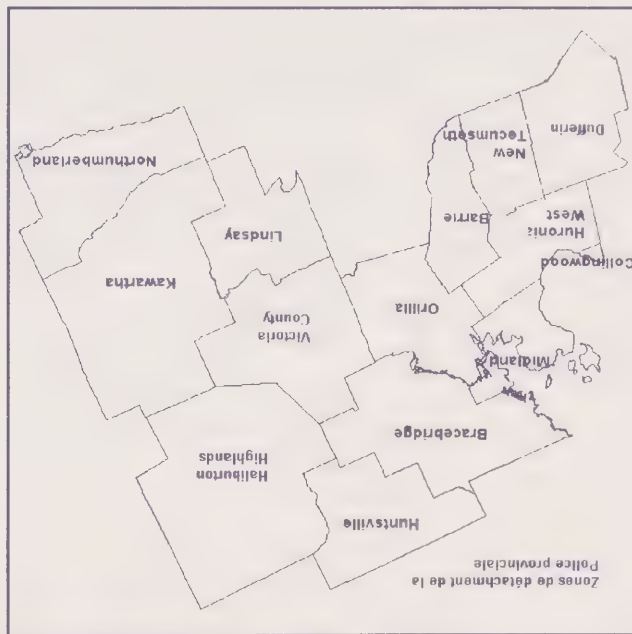 Zones de détachement de la
Police provinciale
Huntsville
Haliburton
Highlands
Bracebridge
Midland
Victoria
County
Orillia
Kawartha
Collingwood
Huronia
West
Lindsay
Barrie
Northumberland
New
Tecumseth
Dufferin